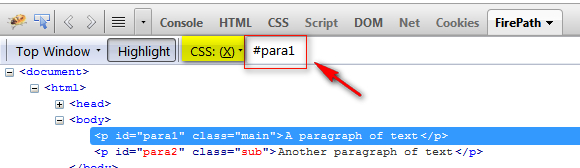 Console HTML CSS Script DOM Net Cookies FirePath
Top Window Highlight CSS: (X) #para1
<document>
<html>
<head>
<body>
<p id="para1" class="main">A paragraph of text</p>
<p id="para2" class="sub">Another paragraph of text</p>
</body>